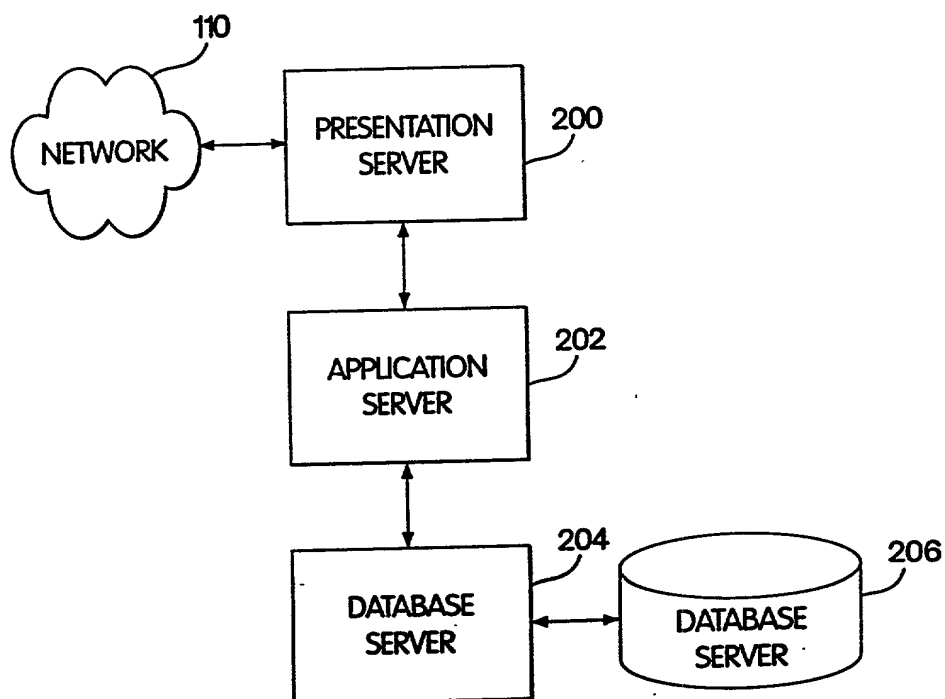 110
NETWORK
PRESENTATION
SERVER
200
APPLICATION
SERVER
202
DATABASE
SERVER
204
DATABASE
SERVER
206